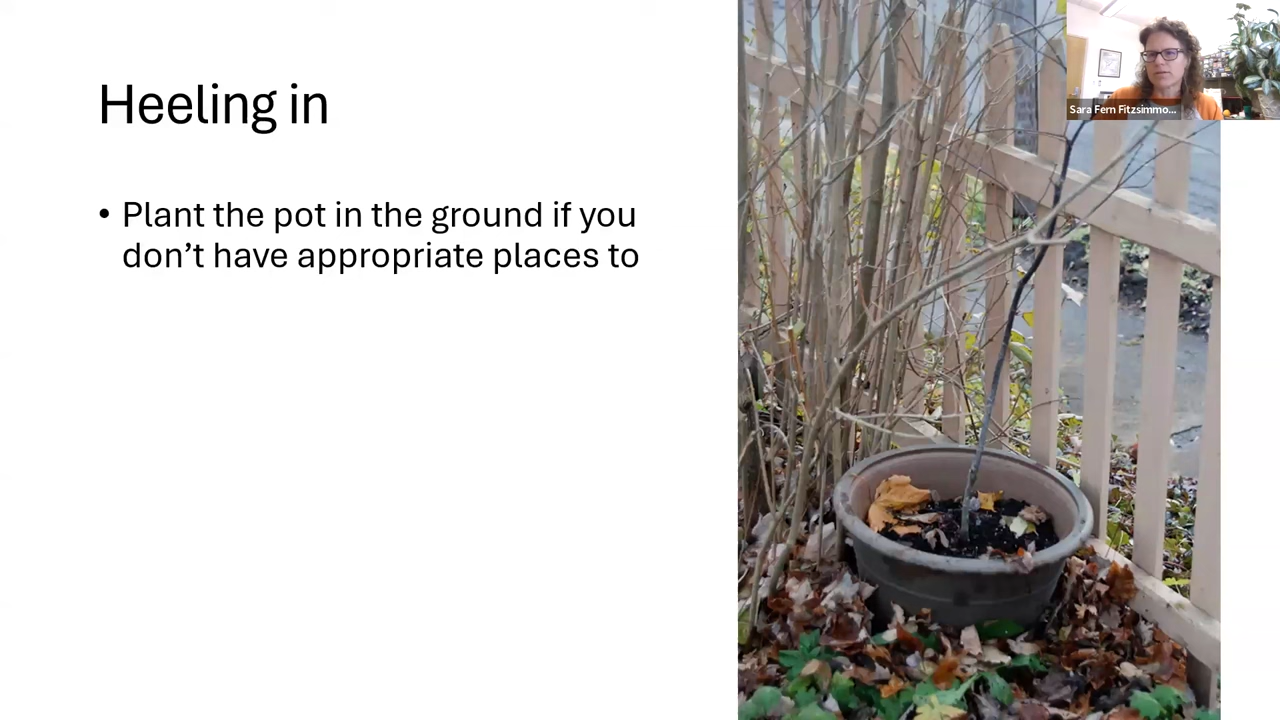 Heeling in
• Plant the pot in the ground if you
don’t have appropriate places to
Sara Fern Fitzsimmo...